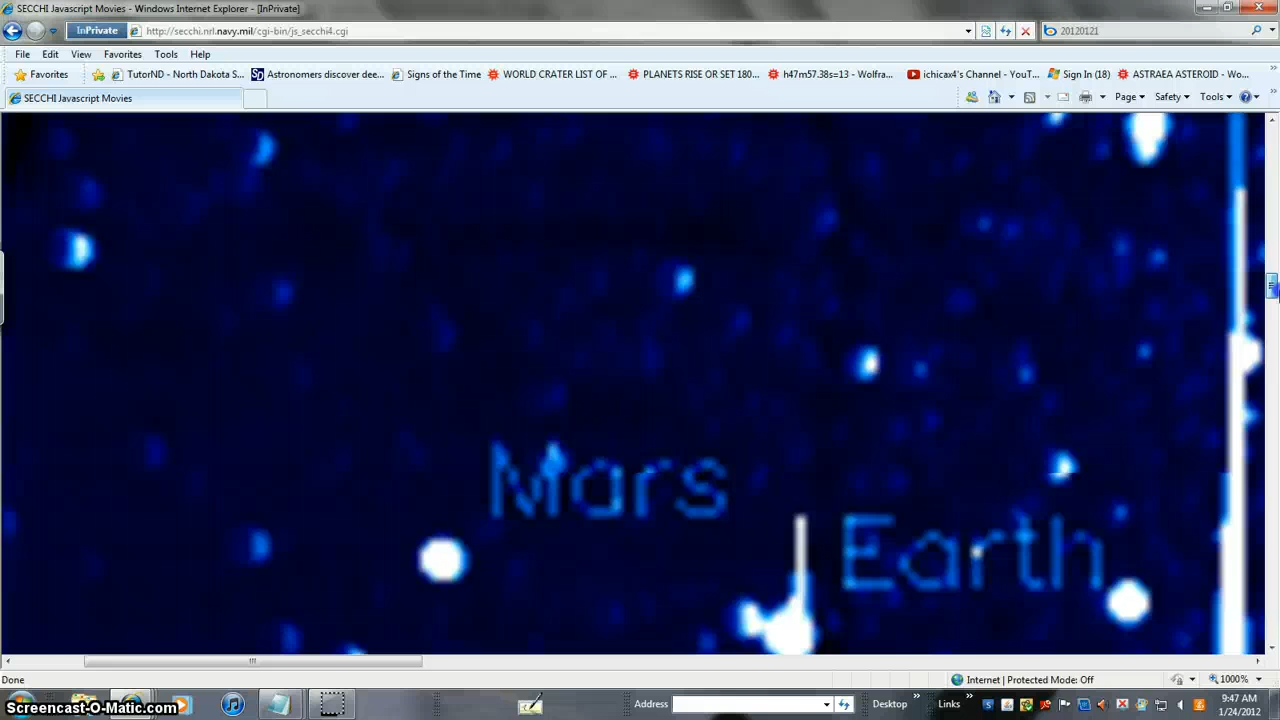 SECCHI Javascript Movies - Windows Internet Explorer - [InPrivate]
InPrivate http://secchi.nrl.navy.mil/cgi-bin/js_secchi4.cgi 20120121
File Edit View Favorites Tools Help
Favorites TutorND - North Dakota S... Astronomers discover dee... Signs of the Time WORLD CRATER LIST OF ... PLANETS RISE OR SET 180... h47m57.38s=13 - Wolfra... ichicax4's Channel - YouT... Sign In (18) ASTRAEA ASTEROID - Wo...
SECCHI Javascript Movies Page Safety Tools
Mars
Earth
Done Internet | Protected Mode: Off 1000%
Address Desktop Links 9:47 AM
Screencast-O-Matic.com 1/24/2012